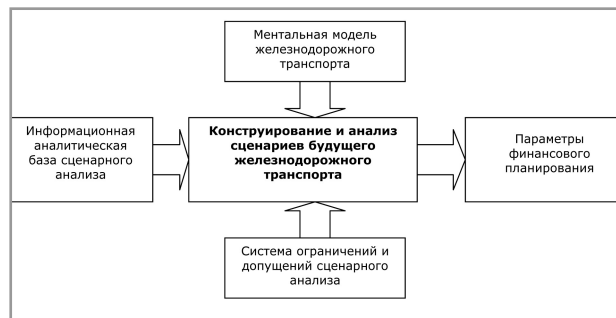 Ментальная модель
железнодорожного
транспорта
Информационная
аналитическая
база сценарного
анализа
Конструирование и анализ
сценариев будущего
железнодорожного
транспорта
Параметры
финансового
планирования
Система ограничений и
допущений сценарного
анализа